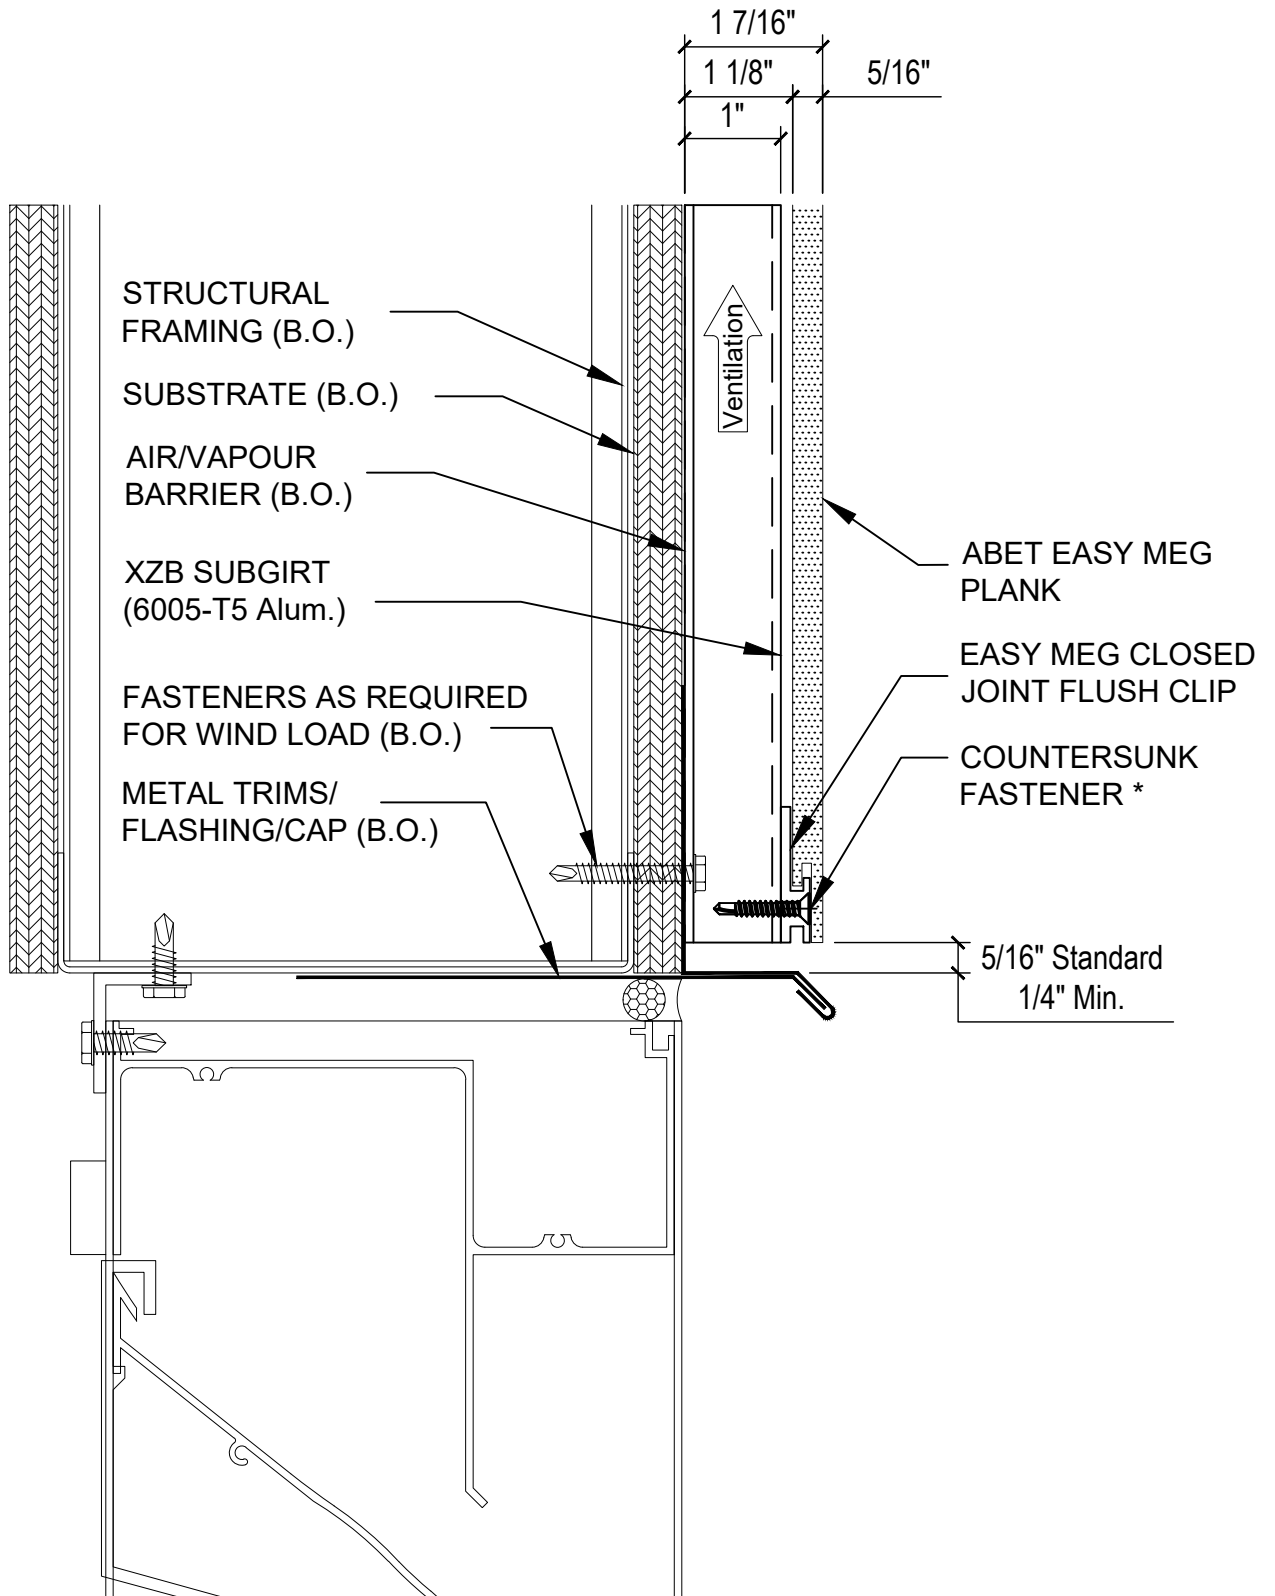 1 7/16"
1 1/8"
5/16"
1"
Ventilation
STRUCTURAL
FRAMING (B.O.)
SUBSTRATE (B.O.)
AIR/VAPOUR
BARRIER (B.O.)
XZB SUBGIRT
(6005-T5 Alum.)
FASTENERS AS REQUIRED
FOR WIND LOAD (B.O.)
METAL TRIMS/
FLASHING/CAP (B.O.)
ABET EASY MEG
PLANK
EASY MEG CLOSED
JOINT FLUSH CLIP
COUNTERSUNK
FASTENER *
5/16" Standard
1/4" Min.